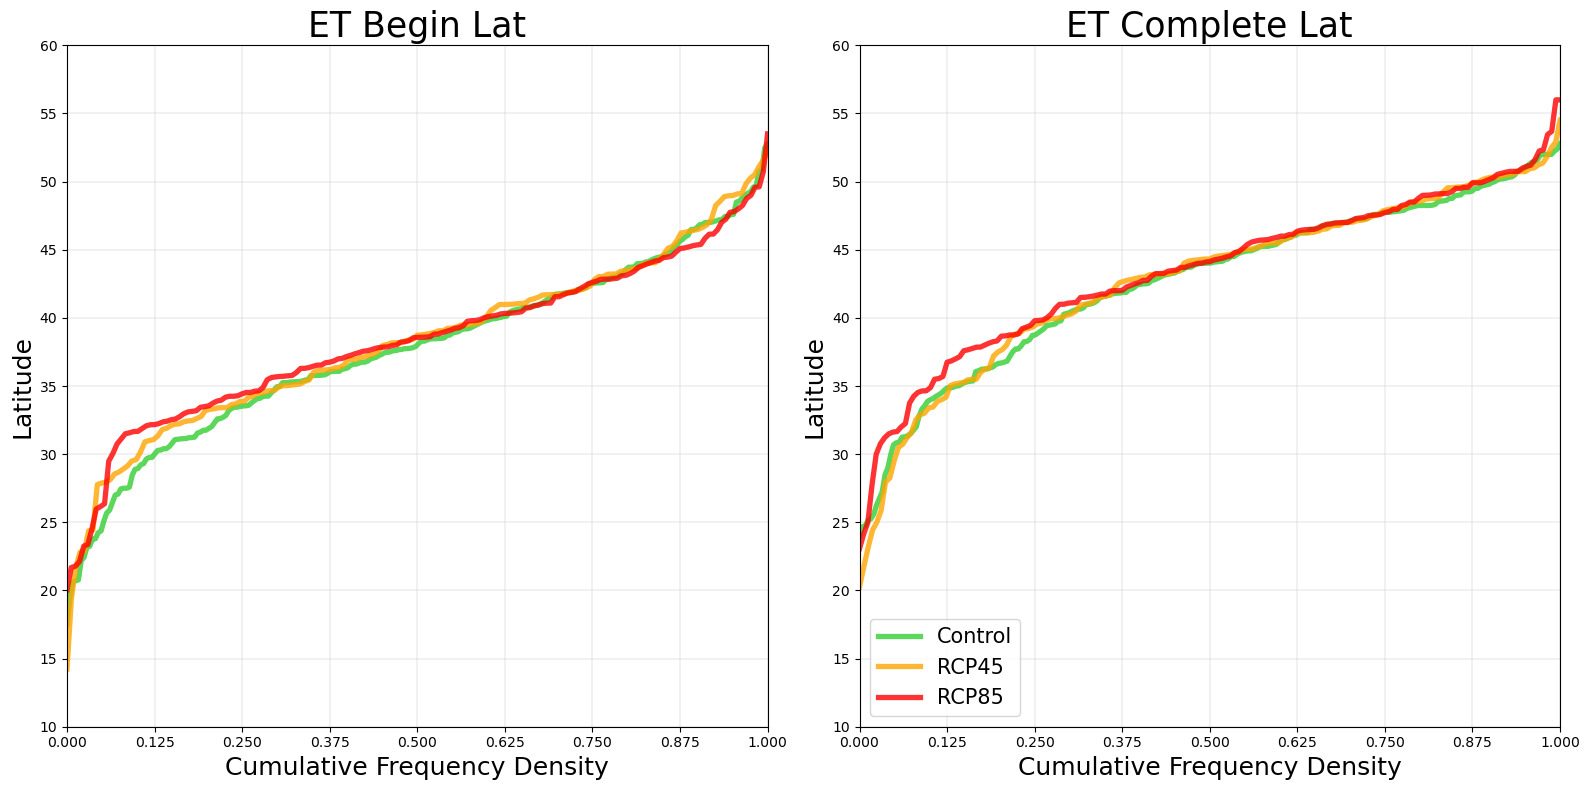 ET Begin Lat
60
55
50
45
40
35
30
25
20
15
10
Latitude
0.000 0.125 0.250 0.375 0.500 0.625 0.750 0.875 1.000
Cumulative Frequency Density
ET Complete Lat
60
55
50
45
40
35
30
25
20
15
10
Latitude
Control
RCP45
RCP85
0.000 0.125 0.250 0.375 0.500 0.625 0.750 0.875 1.000
Cumulative Frequency Density